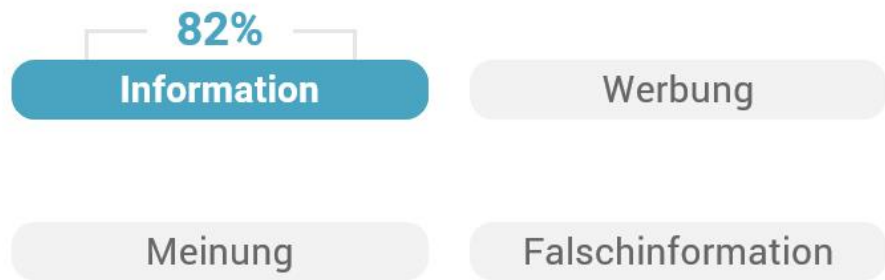 82%
Information
Werbung
Meinung
Falschinformation